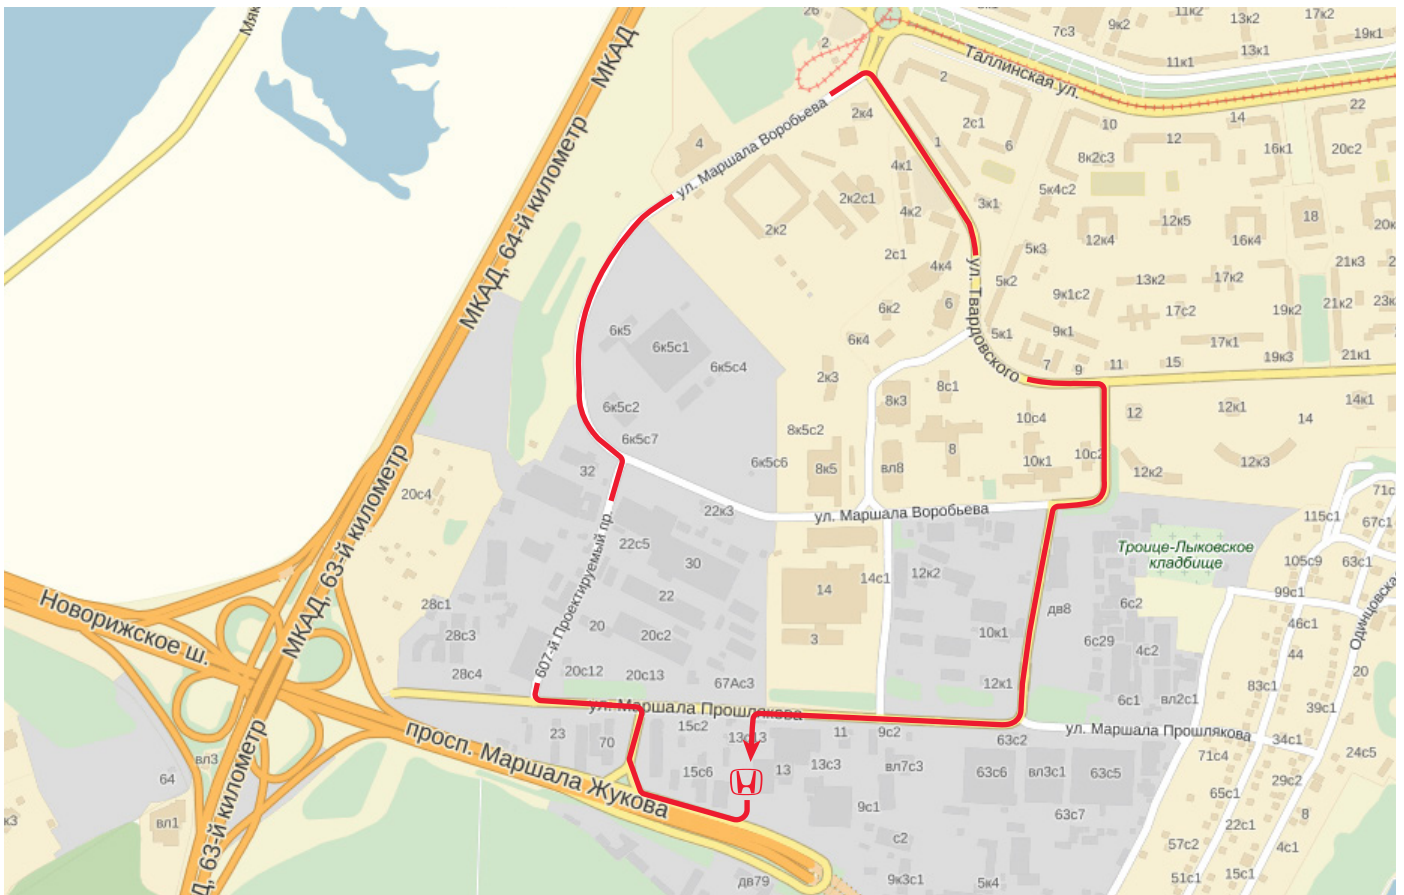 26
2
7с3
9к2
11к2
13к2
17к2
19к1
11к1
13к1
МКАД
Таллинская ул.
МКАД, 64-й километр
ул. Маршала Воробьева
2к4
2
2с1
1
6
10
12
14
22
16к1
20с2
8к2с3
4
4к1
2к2с1
4к2
3к1
5к4с2
12к5
18
2к2
12к4
16к4
2с1
4к4
5к3
21к3
5к2
13к2
17к2
9к1с2
6к2
6
17с2
19к2
21к2
ул. Твардовского
6к5
6к5с1
6к5с4
6к4
5к1
9к1
17к1
7
9
11
15
19к3
21к1
2к3
8с1
8к3
6к5с2
10с4
12
12к1
14
14к1
8к5с2
6к5с7
6к5с6
8к5
вл8
8
10к1
12к2
12к3
32
МКАД, 63-й километр
20с4
22к3
ул. Маршала Воробьева
115с1
67с1
607-й Проектируемый пр.
22с5
30
Троице-Лыковское
кладбище
105с9
63с1
14
14с1
12к2
22
99с1
Одинцовска
28с1
Новорижское ш.
6с2
дв8
46с1
28с3
20
20с2
3
10к1
6с29
4с2
44
20
28с4
20с12
20с13
67Ас3
12к1
83с1
6с1
вл2с1
39с1
ул. Маршала Прошлякова
просп. Маршала Жукова
23
70
15с2
13с13
11
9с2
63с2
ул. Маршала Прошлякова
34с1
24с5
вл3
64
15с6
13
13с3
вл7с3
63с6
вл3с1
63с5
71с4
29с2
65с1
9с1
63с7
8
к3
вл1
22с1
с2
57с2
4с1
Д, 63-й километр
дв79
9к3с1
5к4
51с1
15с1